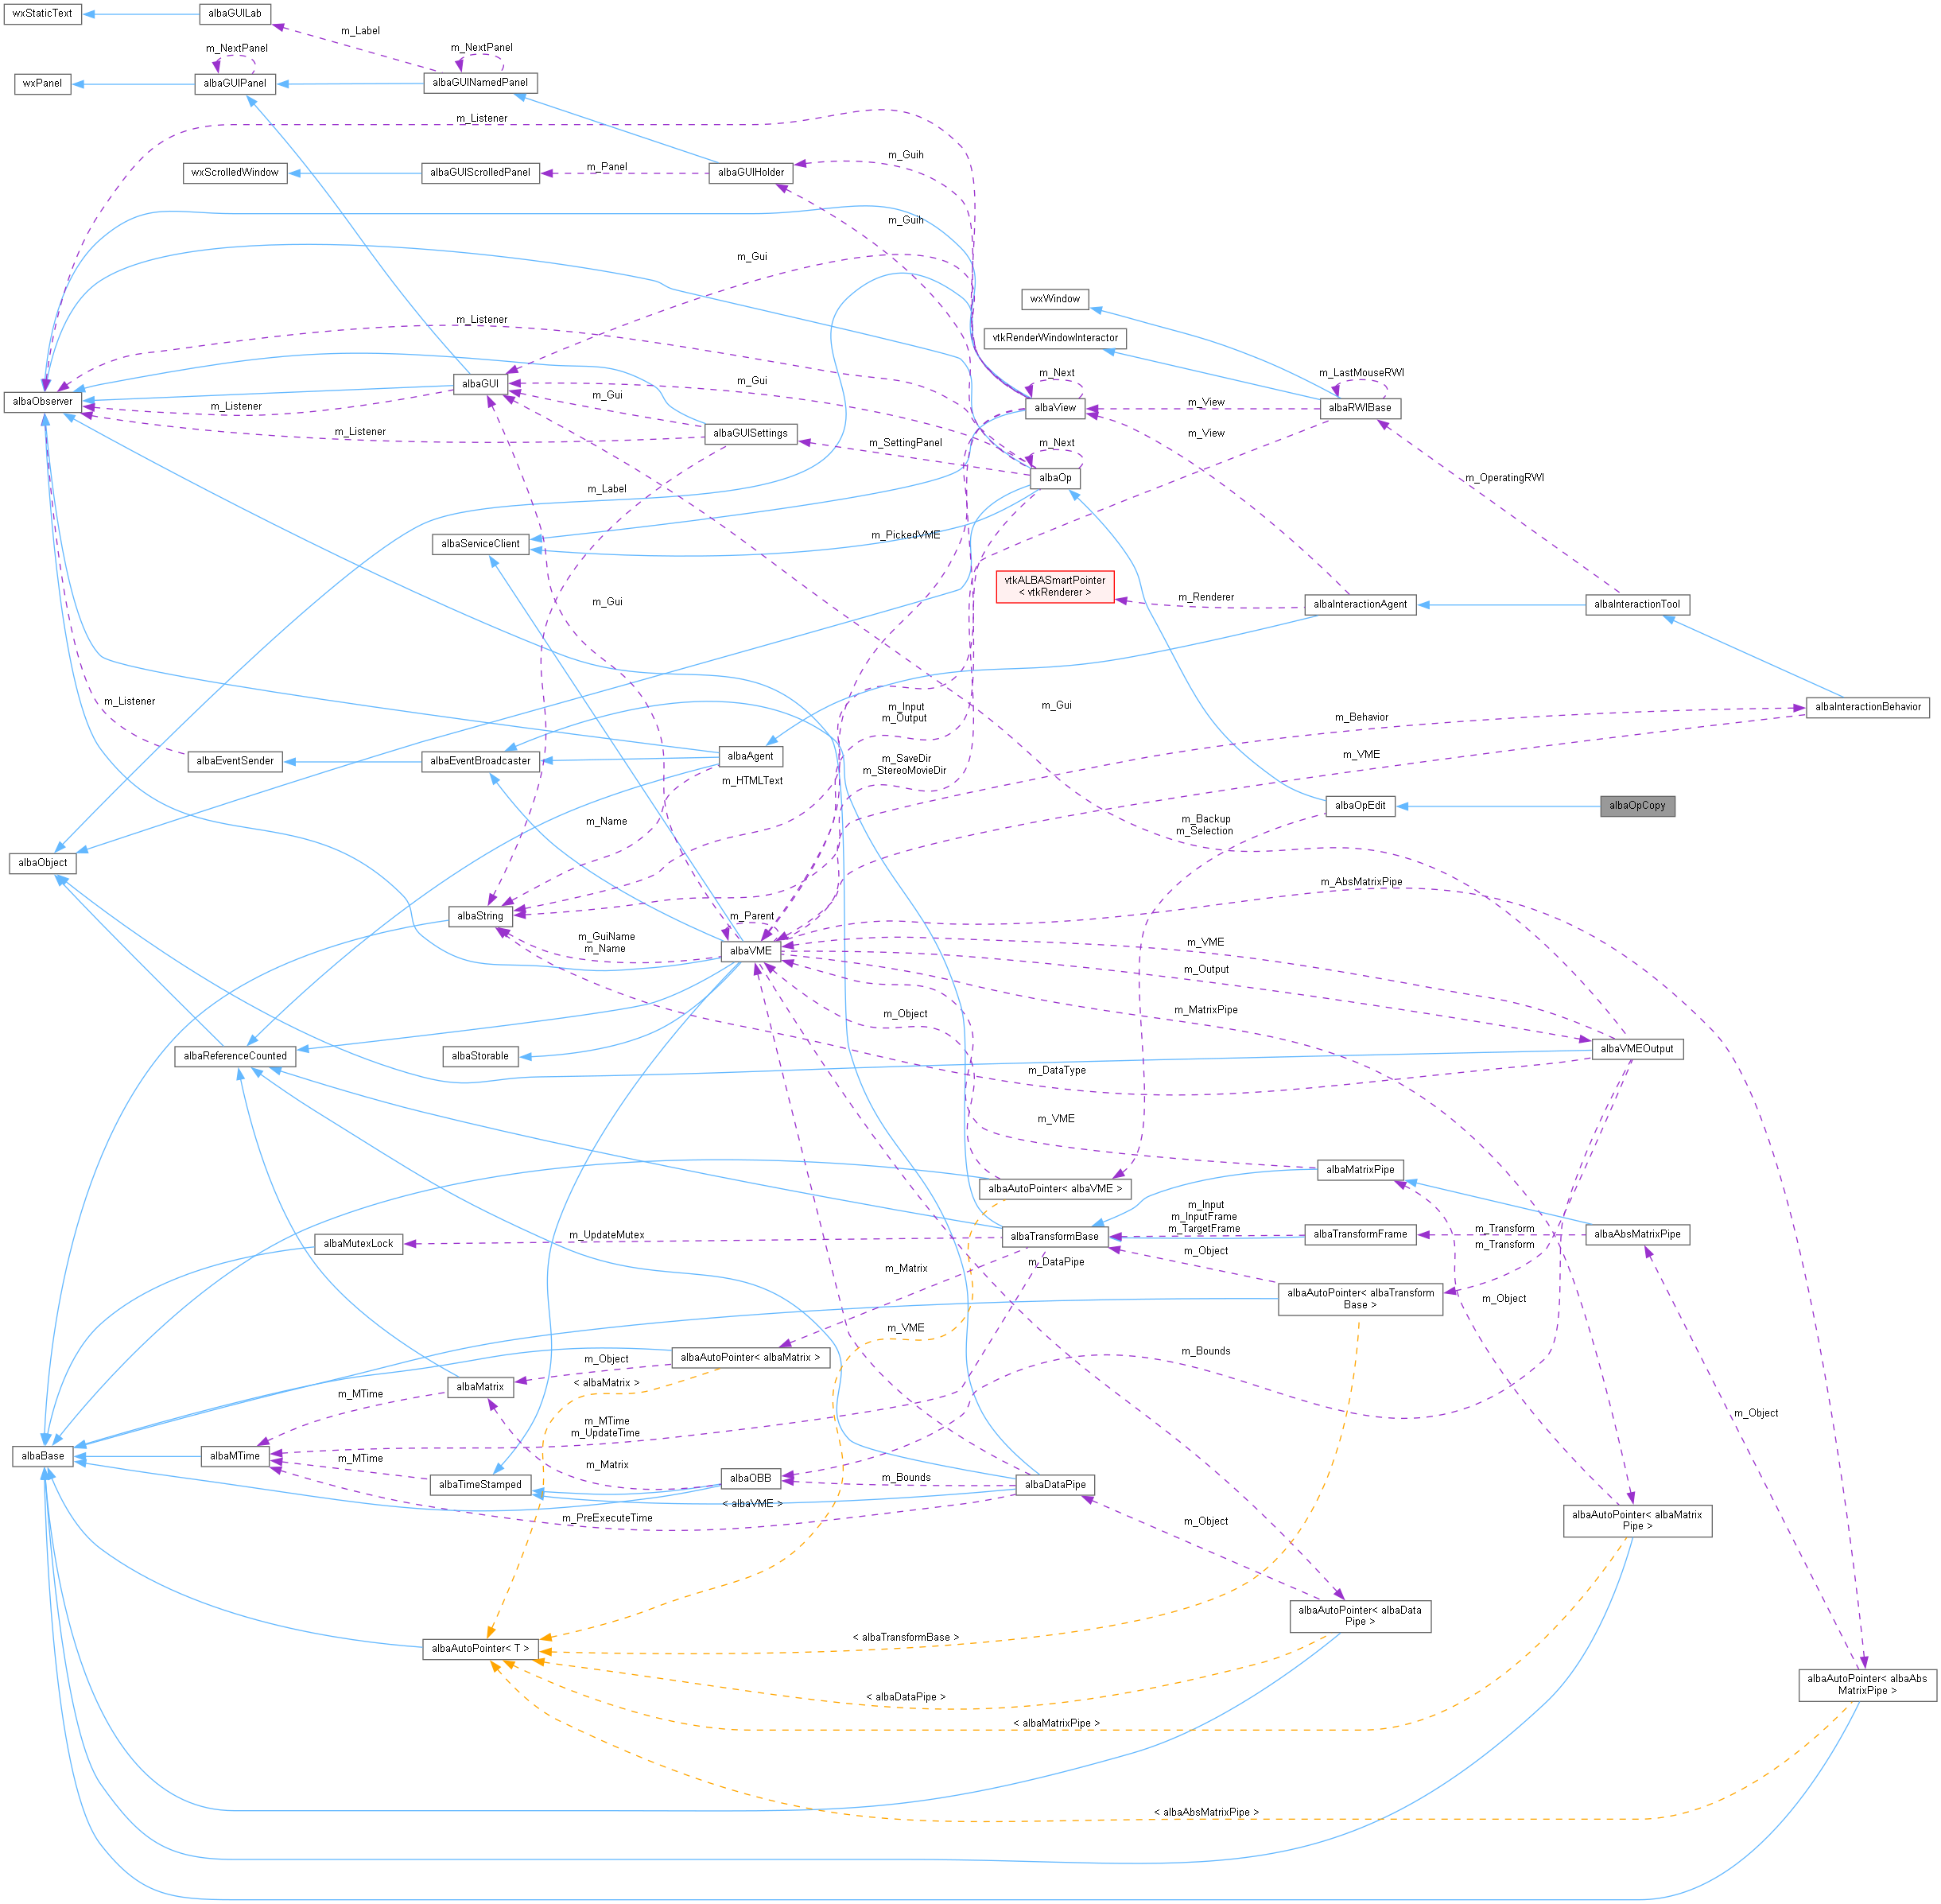 wxStaticText
albaGUILab
m_Label
m_NextPanel
m_NextPanel
wxPanel
albaGUIPanel
albaGUINamedPanel
m_Listener
m_Guih
wxScrolledWindow
albaGUIScrolledPanel
m_Panel
albaGUIHolder
m_Guih
m_Gui
wxWindow
m_Listener
vtkRenderWindowInteractor
m_Next
m_LastMouseRWI
albaGUI
m_Gui
m_Gui
albaObserver
m_Listener
albaView
m_View
albaRWIBase
m_Listener
albaGUISettings
m_SettingPanel
m_Next
m_View
albaOp
m_OperatingRWI
m_Label
m_PickedVME
albaServiceClient
vtkALBASmartPointer
< vtkRenderer >
m_Gui
m_Renderer
albaInteractionAgent
albaInteractionTool
m_Listener
m_Input
m_Output
m_Gui
m_Behavior
albaInteractionBehavior
albaEventSender
albaEventBroadcaster
albaAgent
m_HTMLText
m_SaveDir
m_StereoMovieDir
m_VME
m_Name
albaOpEdit
albaOpCopy
m_Backup
m_Selection
albaObject
albaString
m_Parent
m_AbsMatrixPipe
m_GuiName
m_Name
albaVME
m_VME
m_Output
m_Object
m_MatrixPipe
albaReferenceCounted
albaStorable
albaVMEOutput
m_DataType
m_VME
albaAutoPointer< albaVME >
albaMatrixPipe
albaMutexLock
m_UpdateMutex
albaTransformBase
m_Input
m_InputFrame
m_TargetFrame
albaTransformFrame
m_Transform
albaAbsMatrixPipe
m_Transform
m_Object
m_DataPipe
m_Matrix
albaAutoPointer< albaTransform
Base >
m_Object
m_VME
m_Bounds
albaAutoPointer< albaMatrix >
m_Object
albaMatrix
< albaMatrix >
m_MTime
m_Object
m_MTime
m_UpdateTime
albaBase
albaMTime
m_MTime
albaTimeStamped
m_Matrix
albaOBB
m_Bounds
albaDataPipe
< albaVME >
m_PreExecuteTime
m_Object
albaAutoPointer< albaMatrix
Pipe >
albaAutoPointer< albaData
Pipe >
albaAutoPointer< T >
< albaTransformBase >
< albaDataPipe >
albaAutoPointer< albaAbs
MatrixPipe >
< albaMatrixPipe >
< albaAbsMatrixPipe >